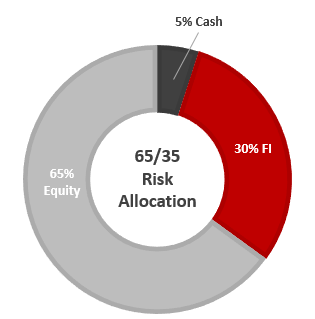 5% Cash
65/35
Risk
Allocation
30% FI
65%
Equity